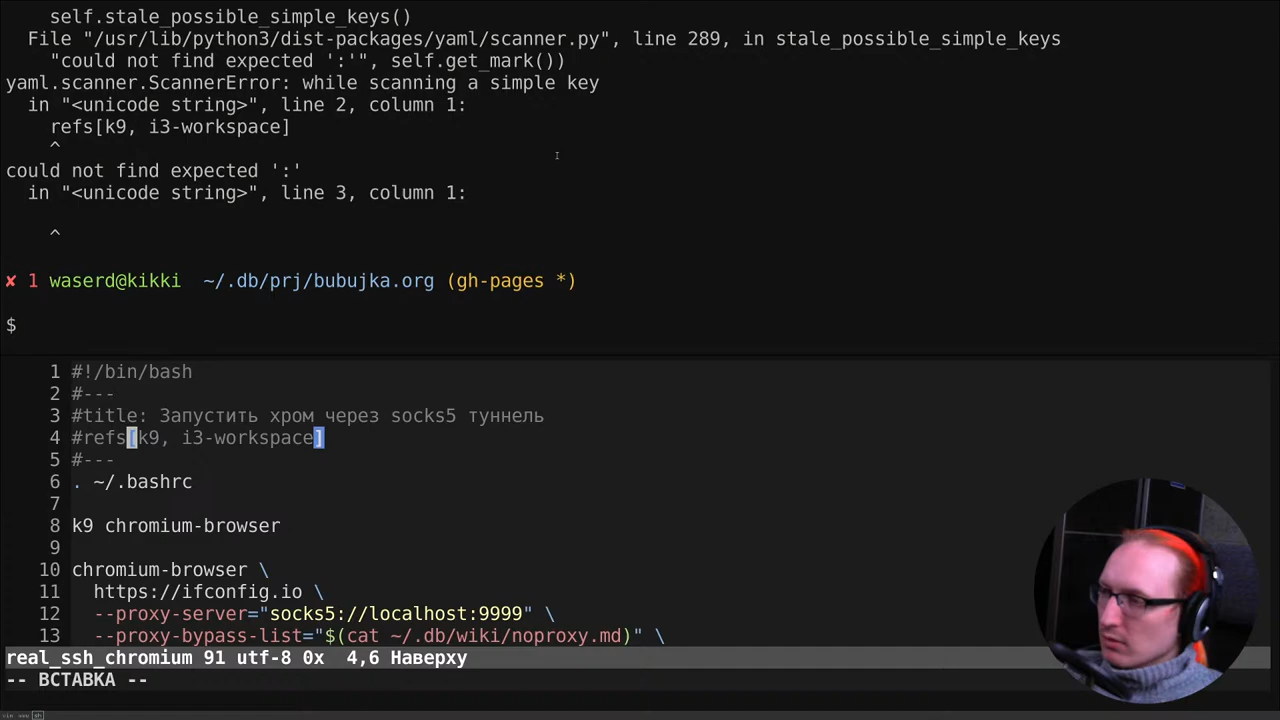 self.stale_possible_simple_keys()
File "/usr/lib/python3/dist-packages/yaml/scanner.py", line 289, in stale_possible_simple_keys
"could not find expected ':'", self.get_mark())
yaml.scanner.ScannerError: while scanning a simple key
in "<unicode string>", line 2, column 1:
refs[k9, i3-workspace]
^
could not find expected ':'
in "<unicode string>", line 3, column 1:
^
✘ 1 waserd@kikki ~/.db/prj/bubujka.org (gh-pages *)
$
1 #!/bin/bash
2 #---
3 #title: Запустить хром через socks5 туннель
4 #refs[k9, i3-workspace]
5 #---
6 . ~/.bashrc
7
8 k9 chromium-browser
9
10 chromium-browser \
11 https://ifconfig.io \
12 --proxy-server="socks5://localhost:9999" \
13 --proxy-bypass-list="$(cat ~/.db/wiki/noproxy.md)" \
real_ssh_chromium 91 utf-8 0x 4,6 Наверху
-- ВСТАВКА --